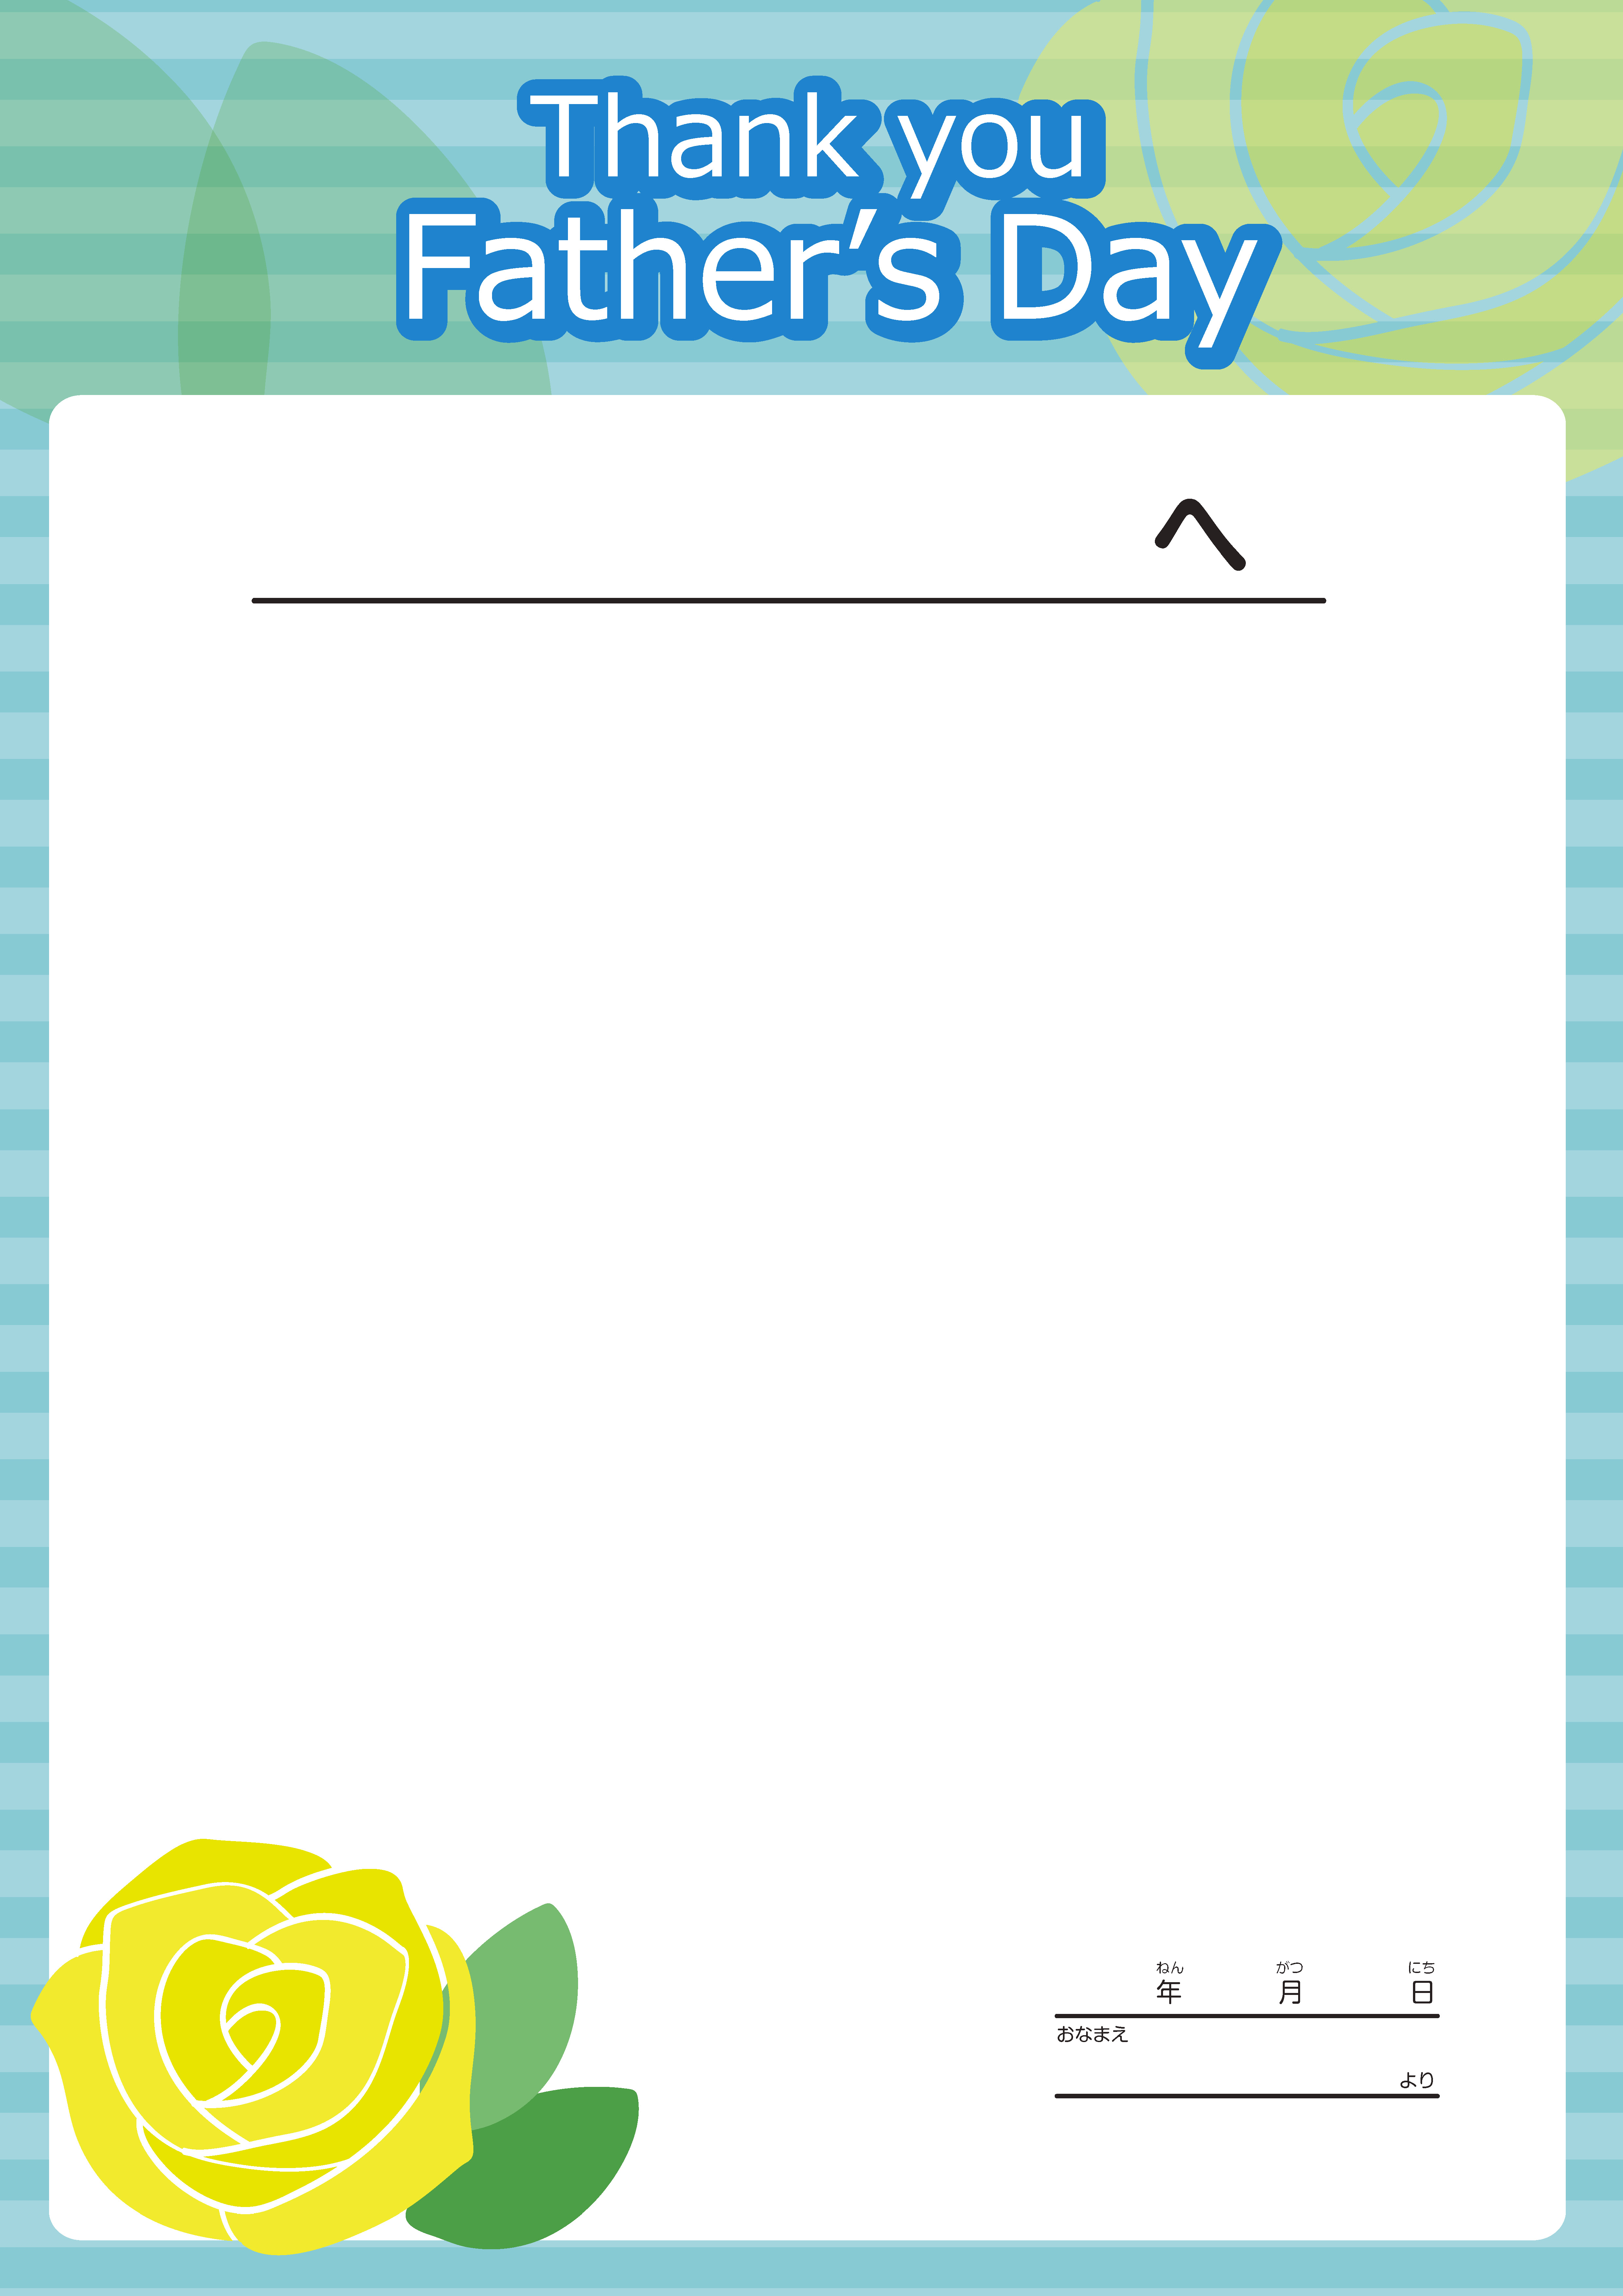 Thank you
Father’s Day
へ
ねん がつ にち
年 月 日
おなまえ
より